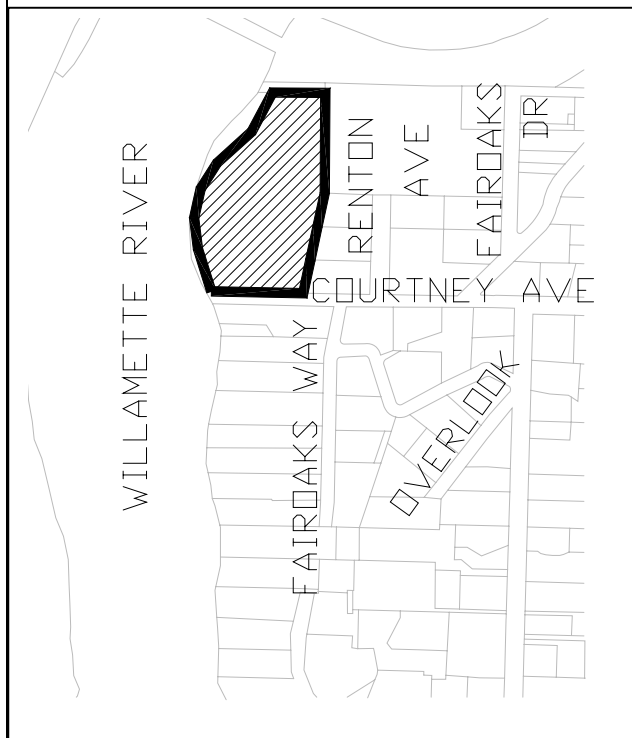 WILLAMETTE RIVER
RENTON
AVE
FAIROAKS
DR
COURTNEY AVE
FAIROAKS WAY
OVERLOOK